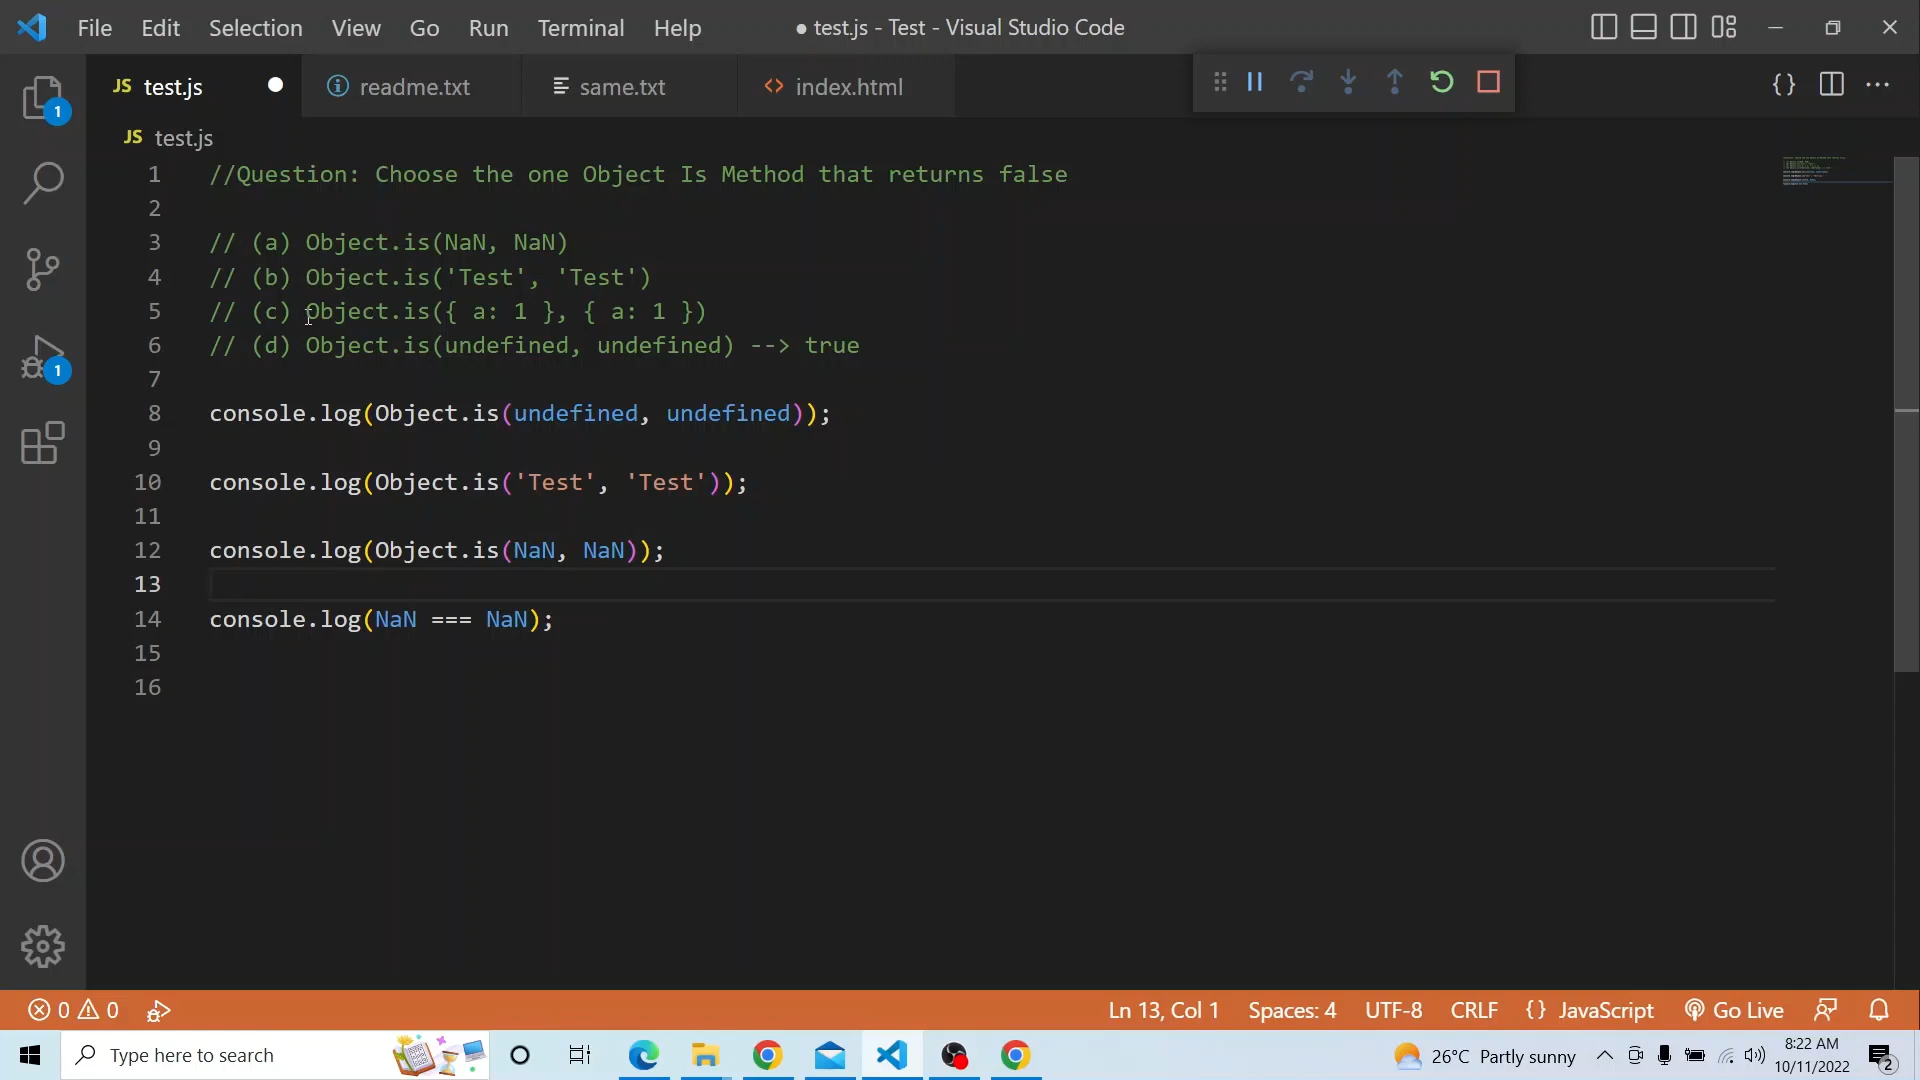 File Edit Selection View Go Run Terminal Help ● test.js - Test - Visual Studio Code
JS test.js ● readme.txt same.txt <> index.html
JS test.js
1 //Question: Choose the one Object Is Method that returns false
2
3 // (a) Object.is(NaN, NaN)
4 // (b) Object.is('Test', 'Test')
5 // (c) Object.is({ a: 1 }, { a: 1 })
6 // (d) Object.is(undefined, undefined) --> true
7
8 console.log(Object.is(undefined, undefined));
9
10 console.log(Object.is('Test', 'Test'));
11
12 console.log(Object.is(NaN, NaN));
13
14 console.log(NaN === NaN);
15
16
1
1
0 0 Ln 13, Col 1 Spaces: 4 UTF-8 CRLF {} JavaScript Go Live
Type here to search 26°C Partly sunny 8:22 AM
10/11/2022 2